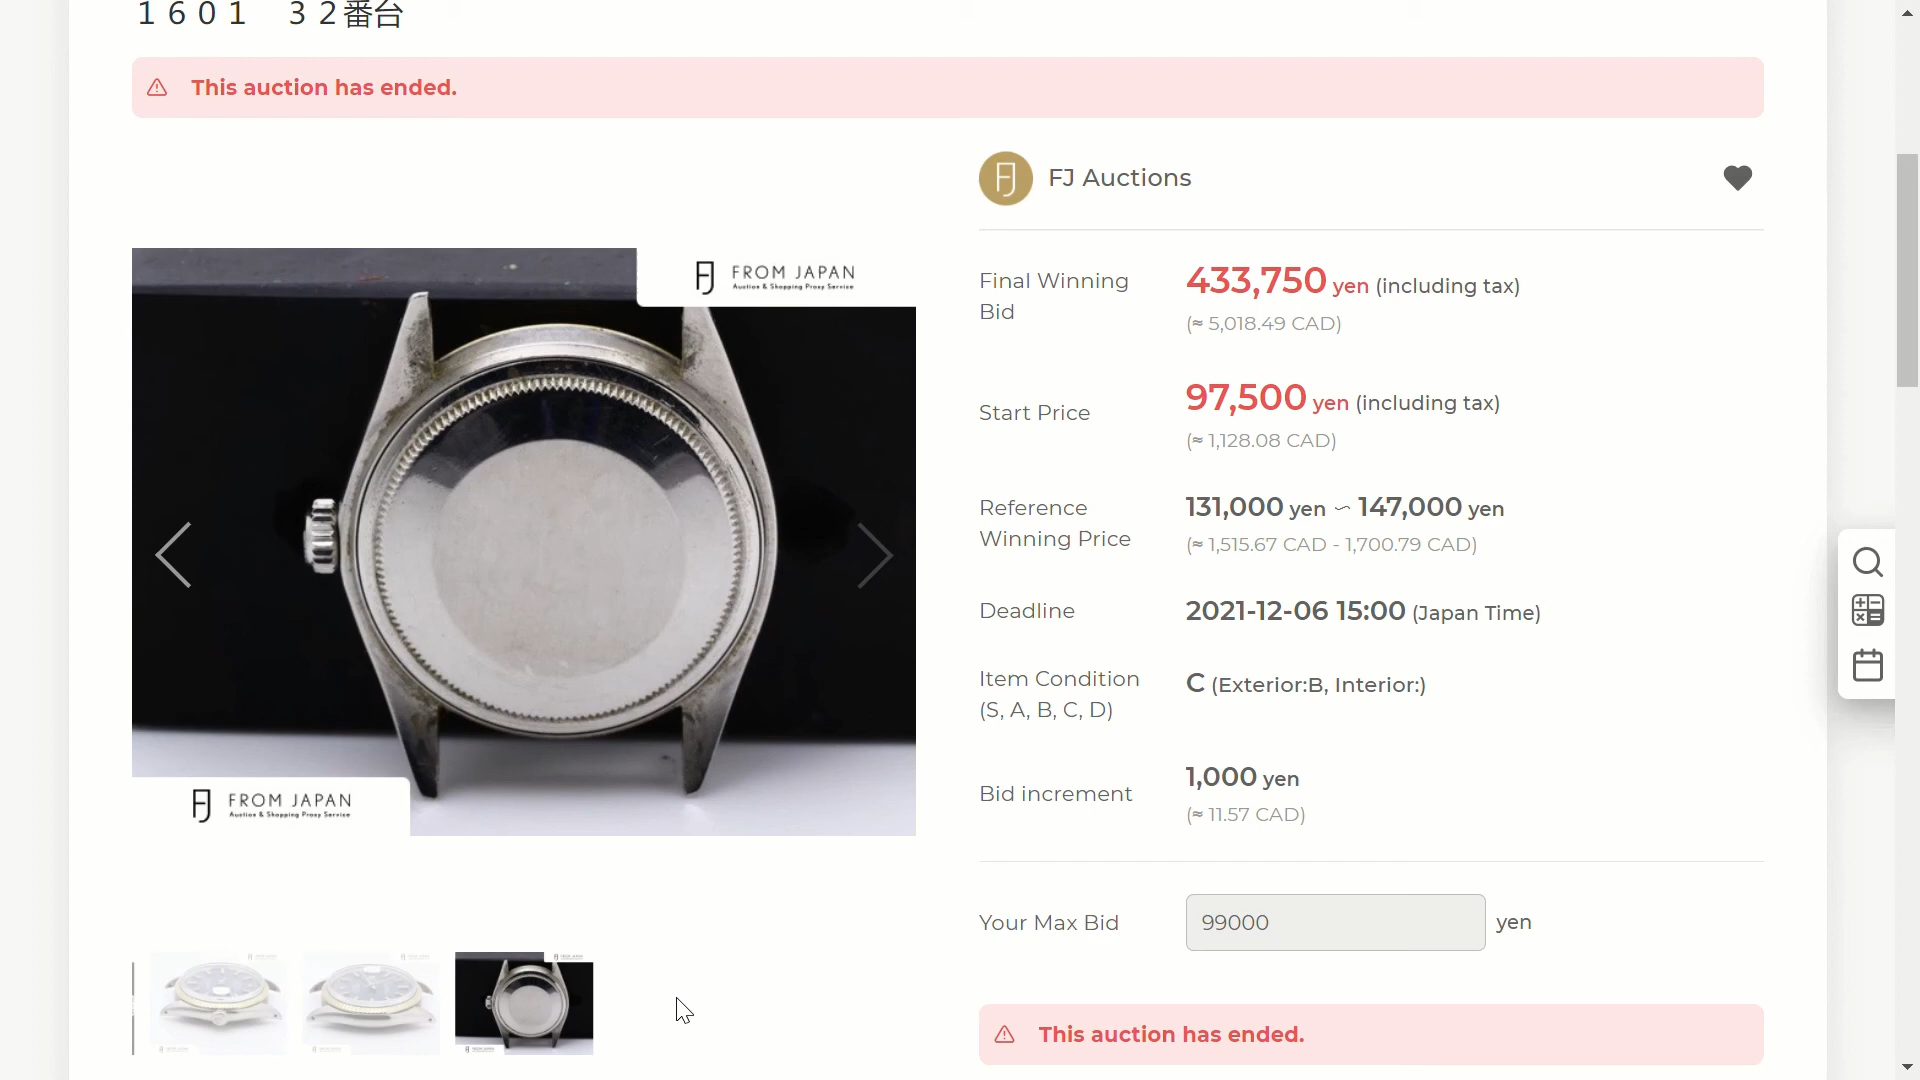 １６０１　３２番台
This auction has ended.
FJ Auctions
FROM JAPAN
Auction & Shopping Proxy Service
Final Winning Bid
433,750 yen (including tax)
(≈ 5,018.49 CAD)
Start Price
97,500 yen (including tax)
(≈ 1,128.08 CAD)
Reference Winning Price
131,000 yen ~ 147,000 yen
(≈ 1,515.67 CAD - 1,700.79 CAD)
Deadline
2021-12-06 15:00 (Japan Time)
Item Condition
(S, A, B, C, D)
C (Exterior:B, Interior:)
Bid increment
1,000 yen
(≈ 11.57 CAD)
FROM JAPAN
Auction & Shopping Proxy Service
Your Max Bid
99000 yen
This auction has ended.